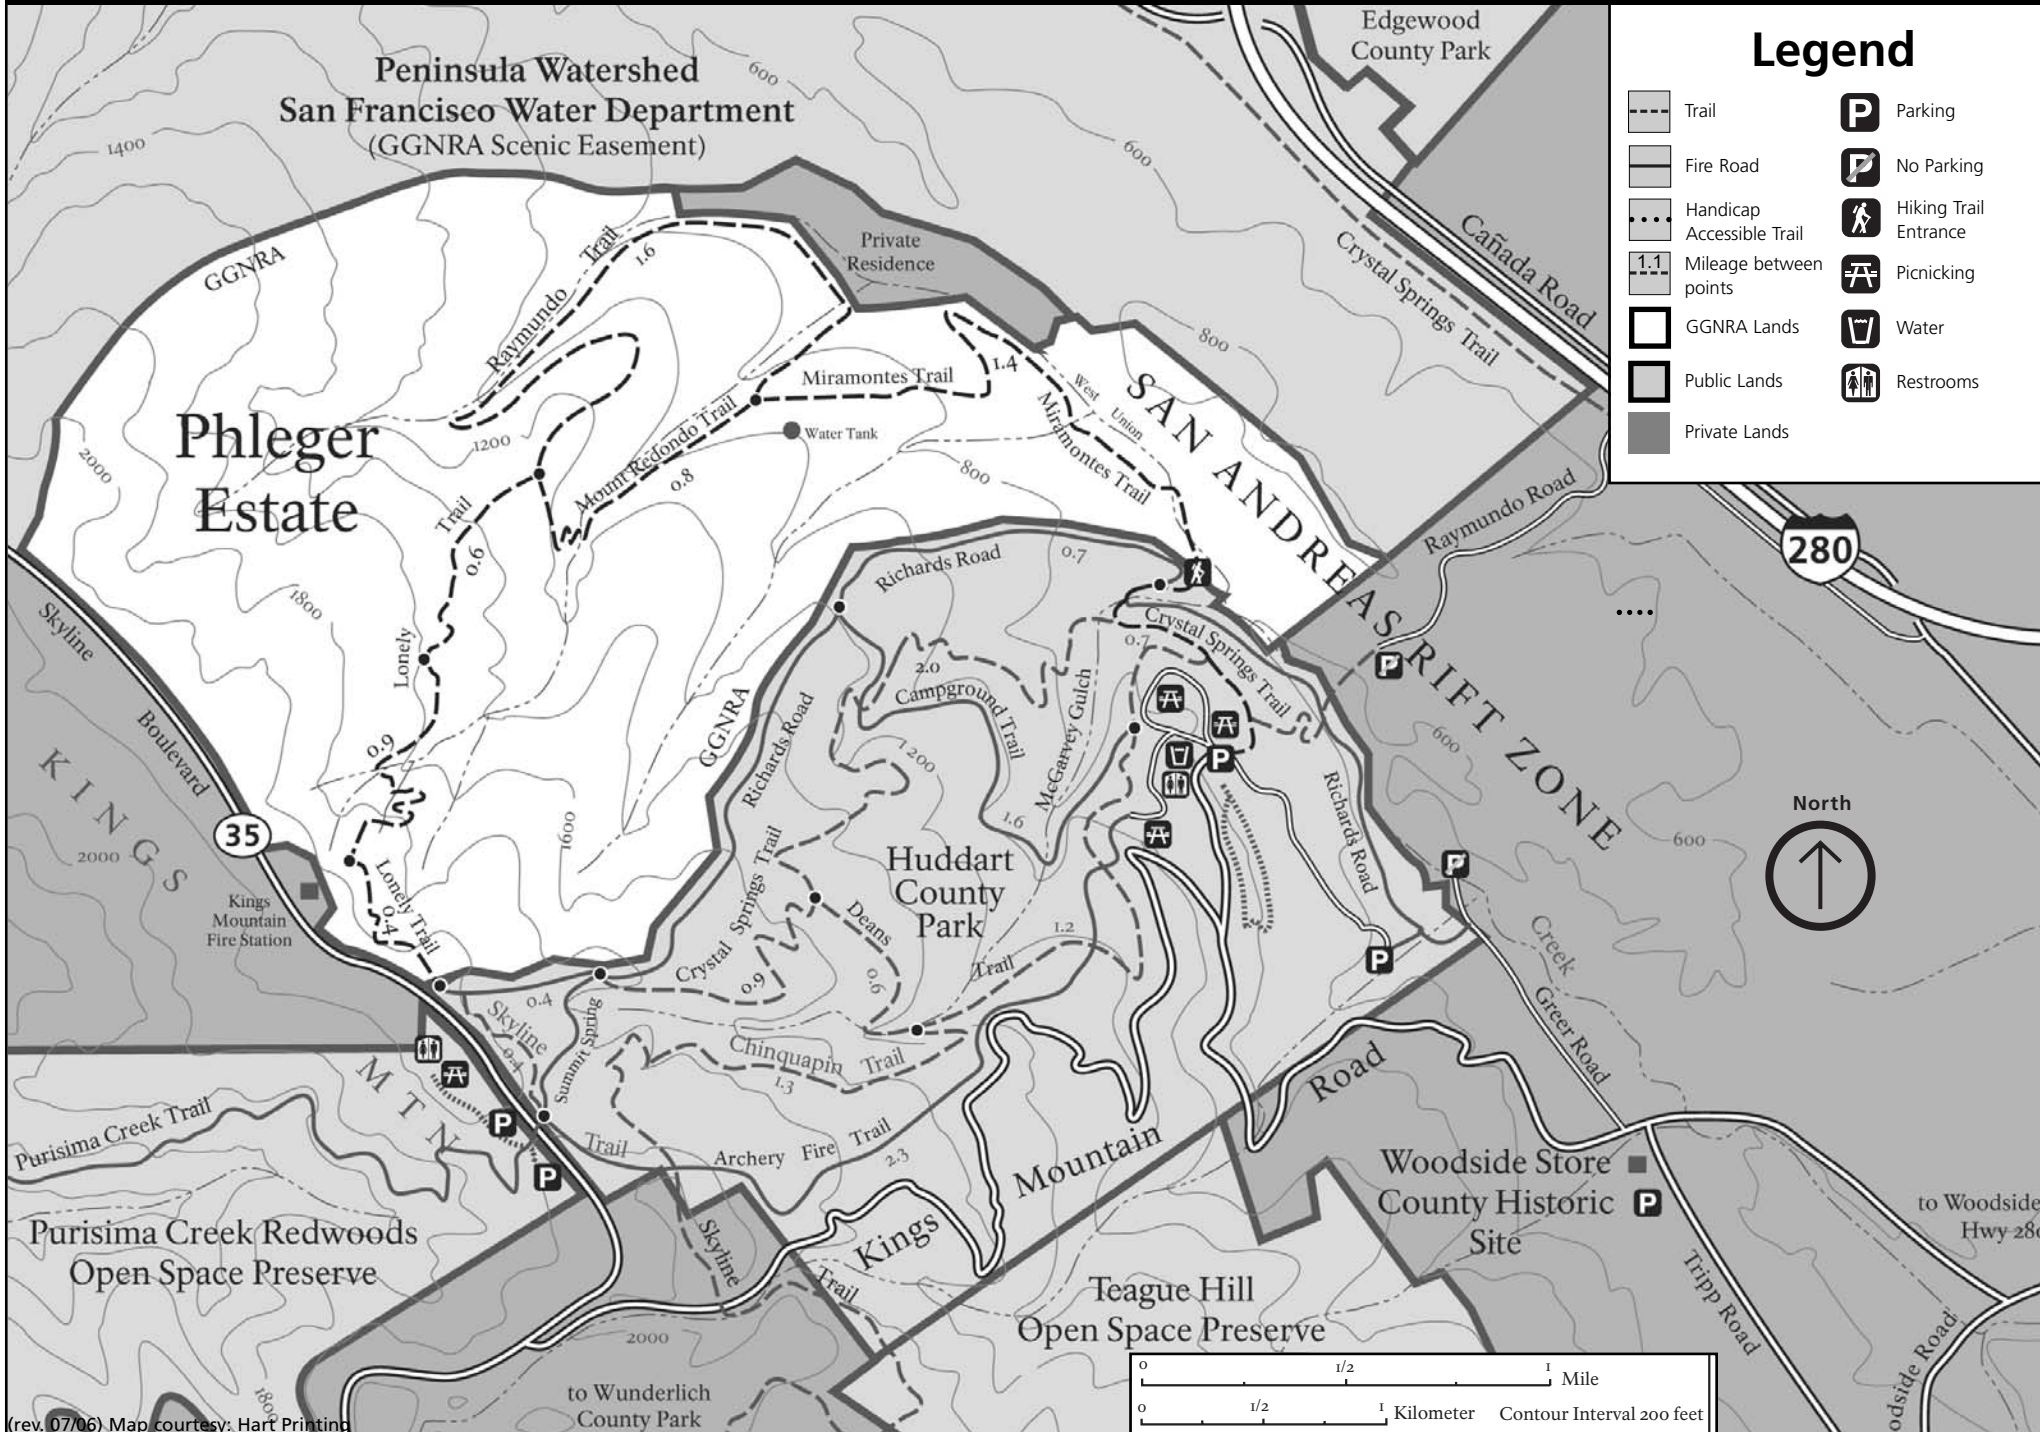 Edgewood
County Park
Peninsula Watershed
San Francisco Water Department
(GGNRA Scenic Easement)
600
1400
600
Legend
Trail
Parking
Fire Road
No Parking
Handicap
Accessible Trail
Hiking Trail
Entrance
1.1
Mileage between
points
Picnicking
GGNRA Lands
Water
Public Lands
Restrooms
Private Lands
Cañada Road
Crystal Springs Trail
GGNRA
Raymundo Trail
1.6
Private
Residence
800
Miramontes Trail
1.4
West Union
SAN ANDREAS RIFT ZONE
Phleger
Estate
1200
2000
Mount Redondo Trail
0.8
Water Tank
800
Miramontes Trail
Raymundo Road
280
Lonely Trail
0.6
1800
Richards Road
0.7
Skyline Boulevard
Crystal Springs Trail
0.7
2.0
Campground Trail
McGarvey Gulch
GGNRA
Richards Road
0.9
1200
600
600
North
KINGS MTN
35
2000
1.6
1600
Richards Road
Kings
Mountain
Fire Station
Lonely Trail
0.4
Crystal Springs Trail
0.9
Huddart
County
Park
Deans Trail
0.6
1.2
Creek
Greer Road
0.4
Skyline Trail
0.4
Summit Spring
Chinquapin Trail
1.3
Purisima Creek Trail
Archery Fire Trail
2.3
Kings Mountain Road
Woodside Store
County Historic
Site
to Woodside
Hwy 280
Purisima Creek Redwoods
Open Space Preserve
Skyline Trail
Teague Hill
Open Space Preserve
Tripp Road
2000
1800
to Wunderlich
County Park
0 1/2 1 Mile
0 1/2 1 Kilometer
Contour Interval 200 feet
(rev. 07/06) Map courtesy: Hart Printing